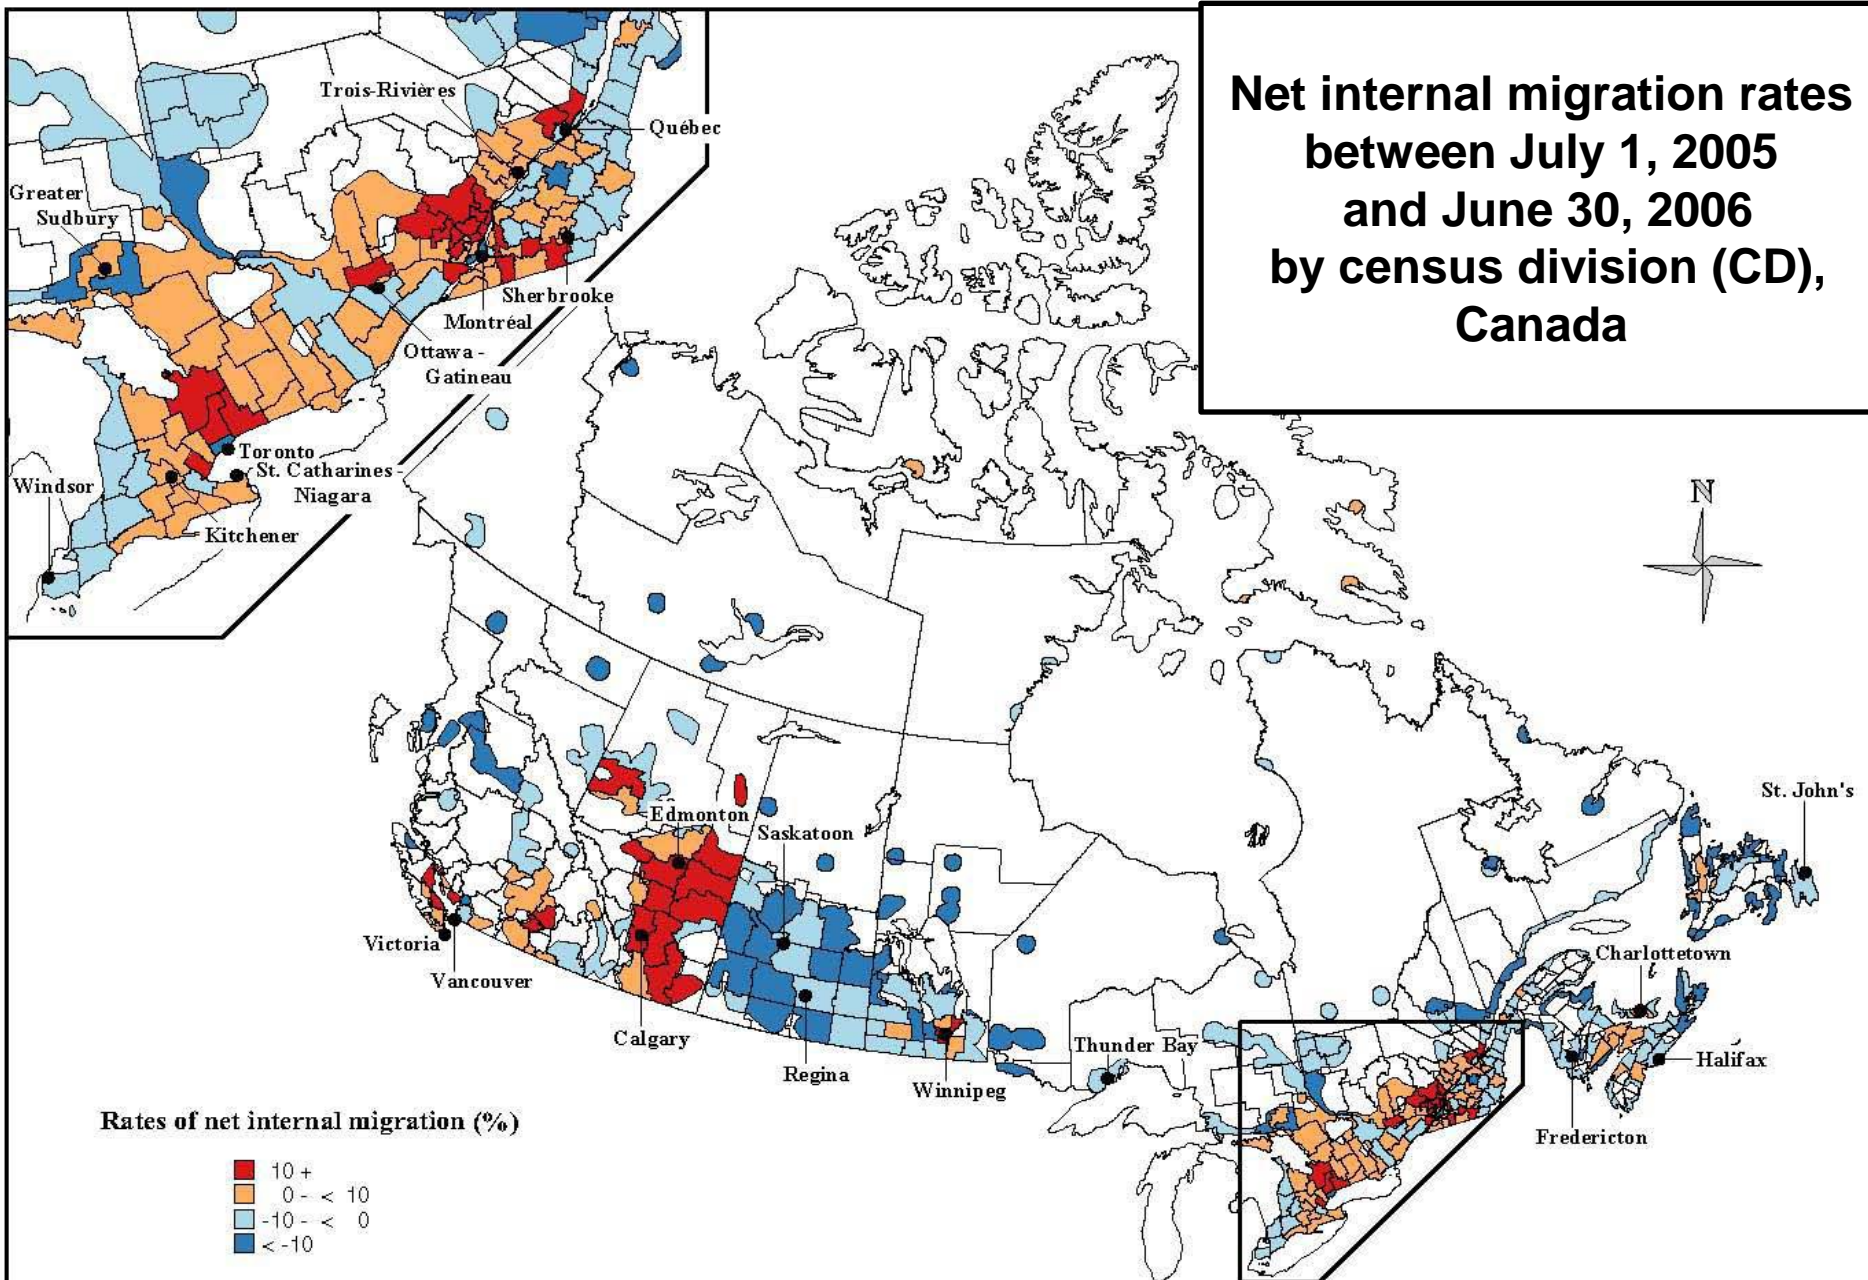 Net internal migration rates
between July 1, 2005
and June 30, 2006
by census division (CD),
Canada
Trois-Rivières
Québec
Greater
Sudbury
Sherbrooke
Montréal
Ottawa -
Gatineau
Toronto
St. Catharines -
Niagara
Windsor
Kitchener
N
Edmonton
Saskatoon
St. John's
Victoria
Vancouver
Charlottetown
Calgary
Regina
Winnipeg
Thunder Bay
Halifax
Fredericton
Rates of net internal migration (%)
10 +
0 - < 10
-10 - < 0
< -10